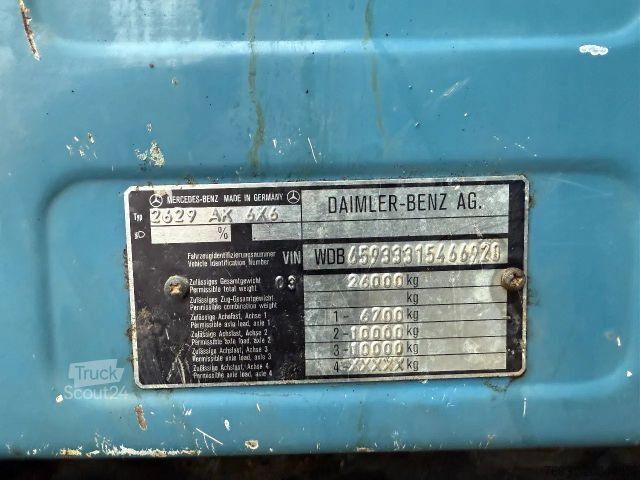 MERCEDES-BENZ MADE IN GERMANY
DAIMLER-BENZ AG.
Typ 2629 AK 6X6
%
Fahrzeugidentifizierungsnummer
Vehicle Identification Number
VIN WDB 45933315466920
Zulässiges Gesamtgewicht
Permissible total weight
03 26000 kg
Zulässiges Zug-Gesamtgewicht
Permissible combination weight
kg
Zulässige Achslast, Achse 1
Permissible axle load, axle 1
1- 6700 kg
Zulässige Achslast, Achse 2
Permissible axle load, axle 2
2- 10000 kg
Zulässige Achslast, Achse 3
Permissible axle load, axle 3
3- 10000 kg
Zulässige Achslast, Achse 4
Permissible axle load, axle 4
4- XXXXX kg
Truck
Scout24